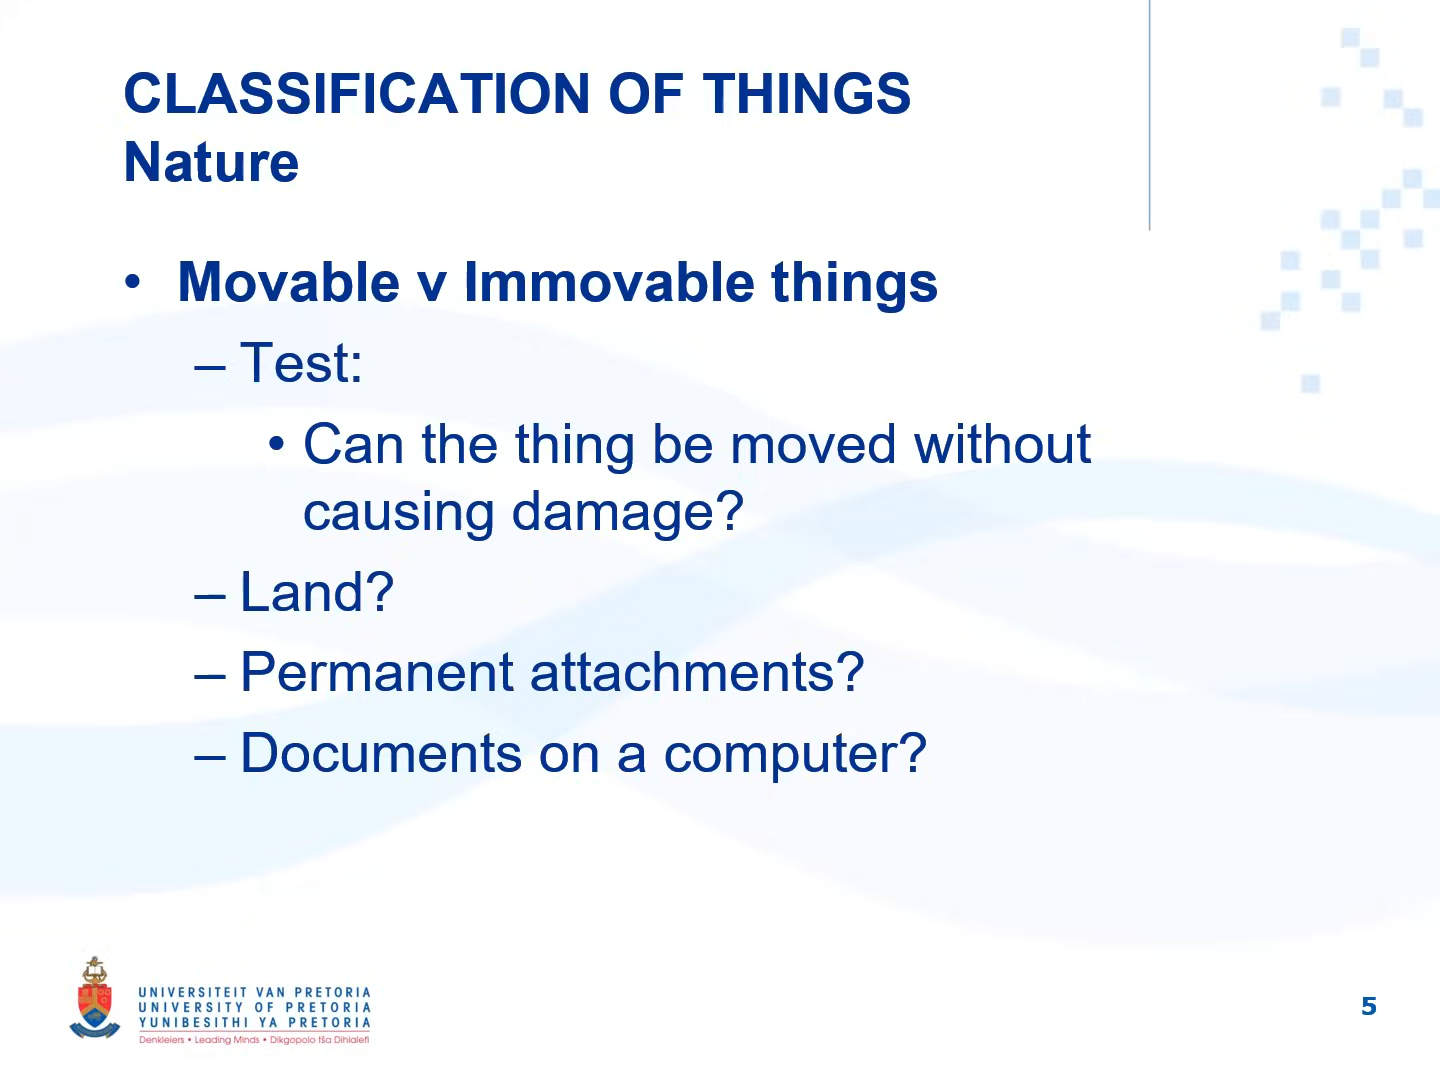 CLASSIFICATION OF THINGS
Nature
• Movable v Immovable things
– Test:
• Can the thing be moved without
causing damage?
– Land?
– Permanent attachments?
– Documents on a computer?
UNIVERSITEIT VAN PRETORIA
UNIVERSITY OF PRETORIA
YUNIBESITHI YA PRETORIA
Denkleiers • Leading Minds • Dikgopolo tša Dihlalefi
5